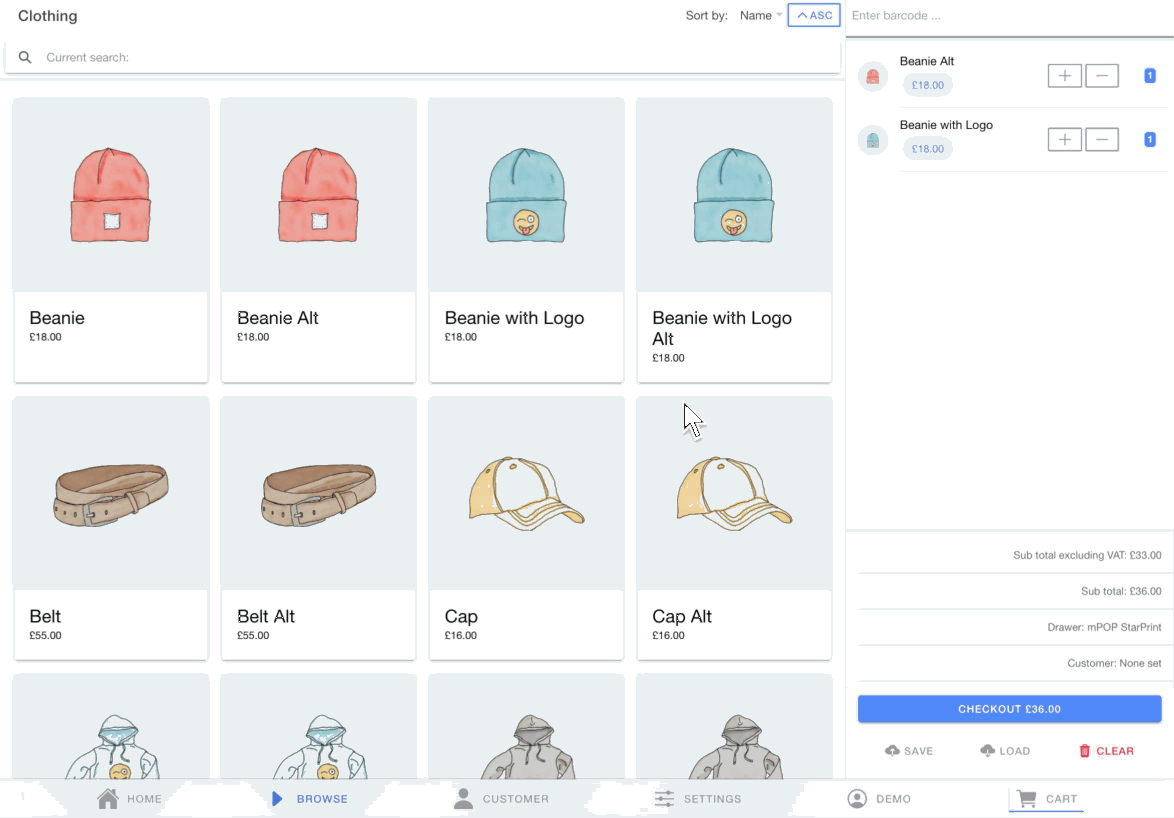 Clothing
Sort by: Name ASC
Current search:
Beanie
£18.00
Beanie Alt
£18.00
Beanie with Logo
£18.00
Beanie with Logo
Alt
£18.00
Belt
£55.00
Belt Alt
£55.00
Cap
£16.00
Cap Alt
£16.00
Enter barcode ...
Beanie Alt
£18.00
1
Beanie with Logo
£18.00
1
Sub total excluding VAT: £33.00
Sub total: £36.00
Drawer: mPOP StarPrint
Customer: None set
CHECKOUT £36.00
SAVE LOAD CLEAR
HOME BROWSE CUSTOMER SETTINGS DEMO CART